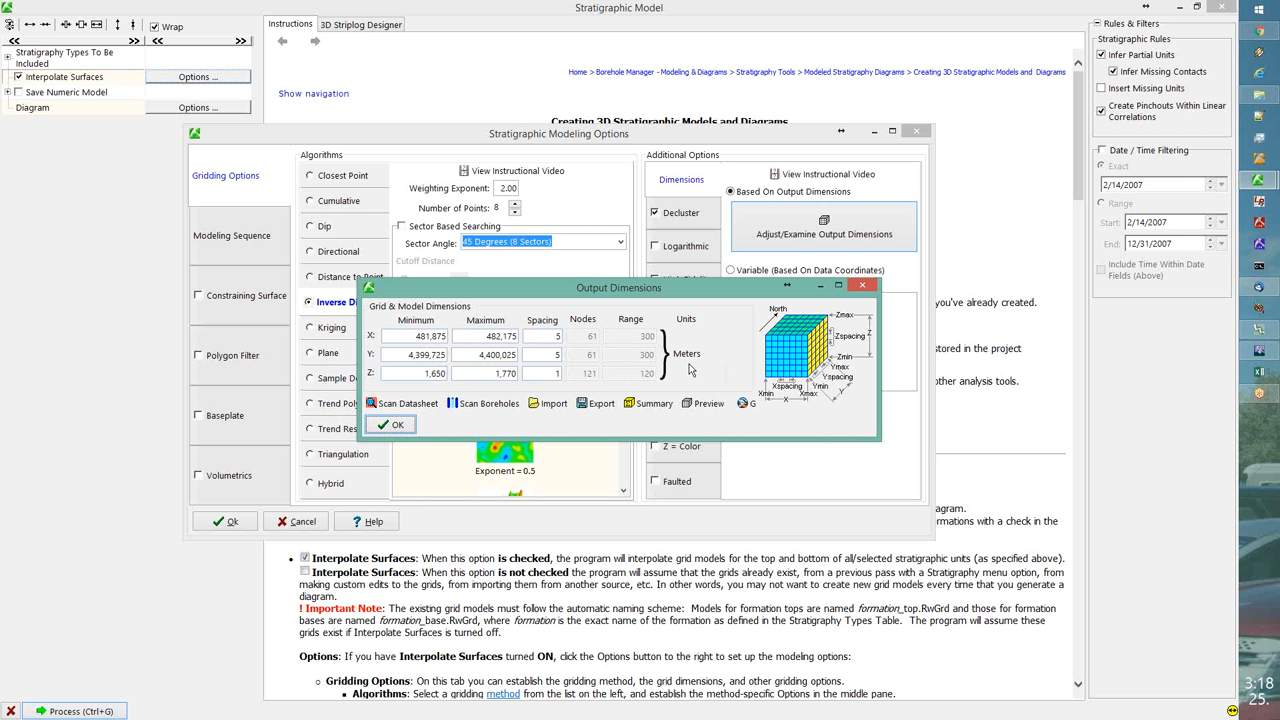 Stratigraphic Model
Wrap
<< >> << >>
Stratigraphy Types To Be
Included
Interpolate Surfaces
Options ...
Save Numeric Model
Diagram
Options ...
Instructions
3D Striplog Designer
Home > Borehole Manager - Modeling & Diagrams > Stratigraphy Tools > Modeled Stratigraphy Diagrams > Creating 3D Stratigraphic Models and Diagrams
Show navigation
Creating 3D Stratigraphic Models and Diagrams
Rules & Filters
Stratigraphic Rules
Infer Partial Units
Infer Missing Contacts
Insert Missing Units
Create Pinchouts Within Linear
Correlations
Date / Time Filtering
Exact
2/14/2007
Range
Start: 2/14/2007
End: 12/31/2007
Include Time Within Date
Fields (Above)
Stratigraphic Modeling Options
Gridding Options
Modeling Sequence
Constraining Surface
Polygon Filter
Baseplate
Volumetrics
Algorithms
Closest Point
Cumulative
Dip
Directional
Distance to Point
Inverse Di
Kriging
Plane
Sample De
Trend Poly
Trend Res
Triangulation
Hybrid
View Instructional Video
Weighting Exponent: 2.00
Number of Points: 8
Sector Based Searching
Sector Angle: 45 Degrees (8 Sectors)
Cutoff Distance
Exponent = 0.5
Additional Options
Dimensions
Decluster
Logarithmic
Z = Color
Faulted
View Instructional Video
Based On Output Dimensions
Adjust/Examine Output Dimensions
Variable (Based On Data Coordinates)
Output Dimensions
Grid & Model Dimensions
Minimum Maximum Spacing Nodes Range Units
X: 481,875 482,175 5 61 300
Y: 4,399,725 4,400,025 5 61 300
Z: 1,650 1,770 1 121 120
Meters
North
Zmax
Zspacing
Z
Zmin
Ymax
Yspacing
Xspacing
Ymin
Y
Xmin
X
Xmax
Scan Datasheet Scan Boreholes Import Export Summary Preview G
OK
Ok Cancel Help
you've already created.
stored in the project
other analysis tools.
agram.
formations with a check in the
• Interpolate Surfaces: When this option is checked, the program will interpolate grid models for the top and bottom of all/selected stratigraphic units (as specified above).
Interpolate Surfaces: When this option is not checked the program will assume that the grids already exist, from a previous pass with a Stratigraphy menu option, from
making custom edits to the grids, from importing them from another source, etc. In other words, you may not want to create new grid models every time that you generate a
diagram.
! Important Note: The existing grid models must follow the automatic naming scheme: Models for formation tops are named formation_top.RwGrd and those for formation
bases are named formation_base.RwGrd, where formation is the exact name of the formation as defined in the Stratigraphy Types Table. The program will assume these
grids exist if Interpolate Surfaces is turned off.
Options: If you have Interpolate Surfaces turned ON, click the Options button to the right to set up the modeling options:
Gridding Options: On this tab you can establish the gridding method, the grid dimensions, and other gridding options.
Algorithms: Select a gridding method from the list on the left, and establish the method-specific Options in the middle pane.
Process (Ctrl+G)
3:18
25.